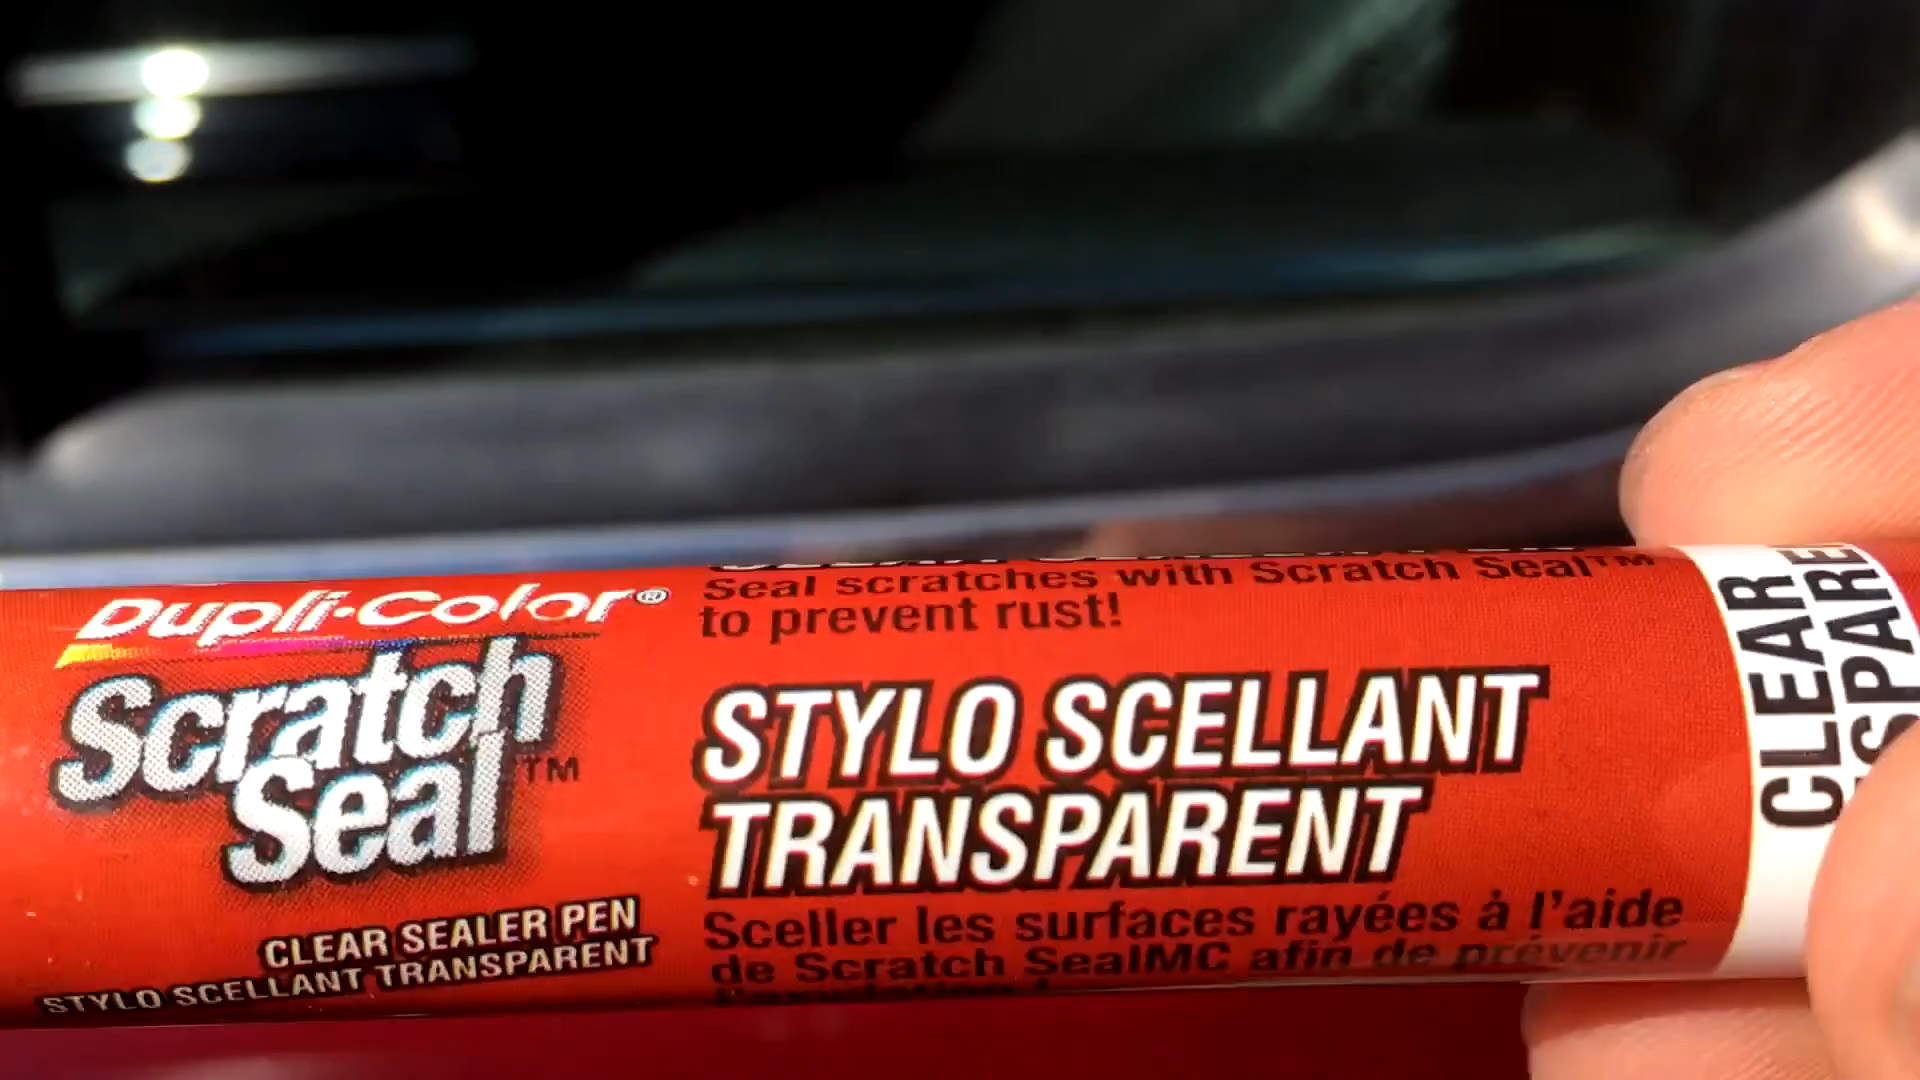 Dupli-Color®
Scratch
Seal™
CLEAR SEALER PEN
STYLO SCELLANT TRANSPARENT
Seal scratches with Scratch Seal™
to prevent rust!
STYLO SCELLANT
TRANSPARENT
Sceller les surfaces rayées à l'aide
de Scratch SealMC afin de prévenir
CLEAR